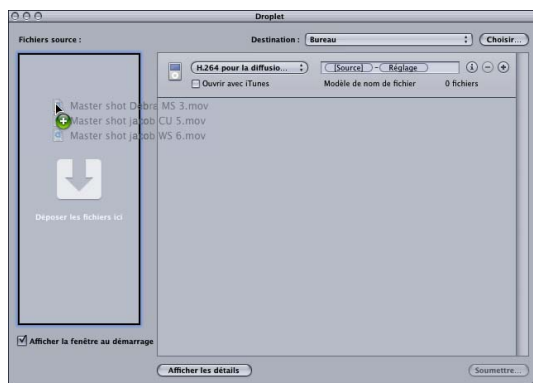 Droplet
Fichiers source :
Destination : Bureau
Choisir...
H.264 pour la diffusio...
[Source] - Réglage
Ouvrir avec iTunes
Modèle de nom de fichier
0 fichiers
Master shot Debra MS 3.mov
Master shot jacob CU 5.mov
Master shot jacob WS 6.mov
Déposer les fichiers ici
Afficher la fenêtre au démarrage
Afficher les détails
Soumettre...